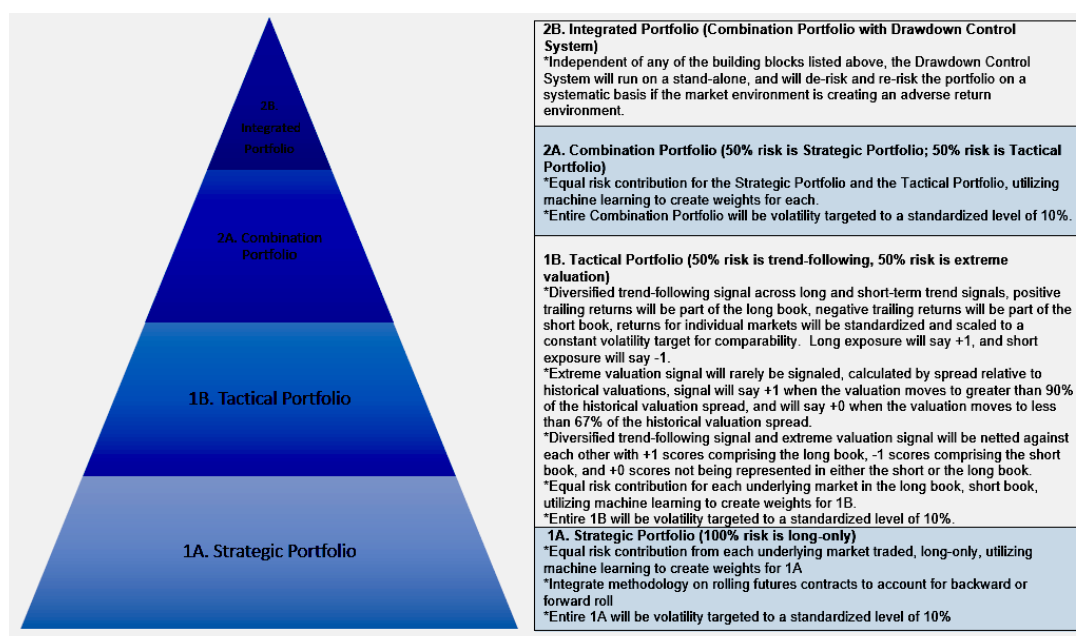 2B.
Integrated
Portfolio
2A. Combination
Portfolio
1B. Tactical Portfolio
1A. Strategic Portfolio
2B. Integrated Portfolio (Combination Portfolio with Drawdown Control
System)
*Independent of any of the building blocks listed above, the Drawdown Control
System will run on a stand-alone, and will de-risk and re-risk the portfolio on a
systematic basis if the market environment is creating an adverse return
environment.
2A. Combination Portfolio (50% risk is Strategic Portfolio; 50% risk is Tactical
Portfolio)
*Equal risk contribution for the Strategic Portfolio and the Tactical Portfolio, utilizing
machine learning to create weights for each.
*Entire Combination Portfolio will be volatility targeted to a standardized level of 10%.
1B. Tactical Portfolio (50% risk is trend-following, 50% risk is extreme
valuation)
*Diversified trend-following signal across long and short-term trend signals, positive
trailing returns will be part of the long book, negative trailing returns will be part of the
short book, returns for individual markets will be standardized and scaled to a
constant volatility target for comparability. Long exposure will say +1, and short
exposure will say -1.
*Extreme valuation signal will rarely be signaled, calculated by spread relative to
historical valuations, signal will say +1 when the valuation moves to greater than 90%
of the historical valuation spread, and will say +0 when the valuation moves to less
than 67% of the historical valuation spread.
*Diversified trend-following signal and extreme valuation signal will be netted against
each other with +1 scores comprising the long book, -1 scores comprising the short
book, and +0 scores not being represented in either the short or the long book.
*Equal risk contribution for each underlying market in the long book, short book,
utilizing machine learning to create weights for 1B.
*Entire 1B will be volatility targeted to a standardized level of 10%.
1A. Strategic Portfolio (100% risk is long-only)
*Equal risk contribution from each underlying market traded, long-only, utilizing
machine learning to create weights for 1A
*Integrate methodology on rolling futures contracts to account for backward or
forward roll
*Entire 1A will be volatility targeted to a standardized level of 10%